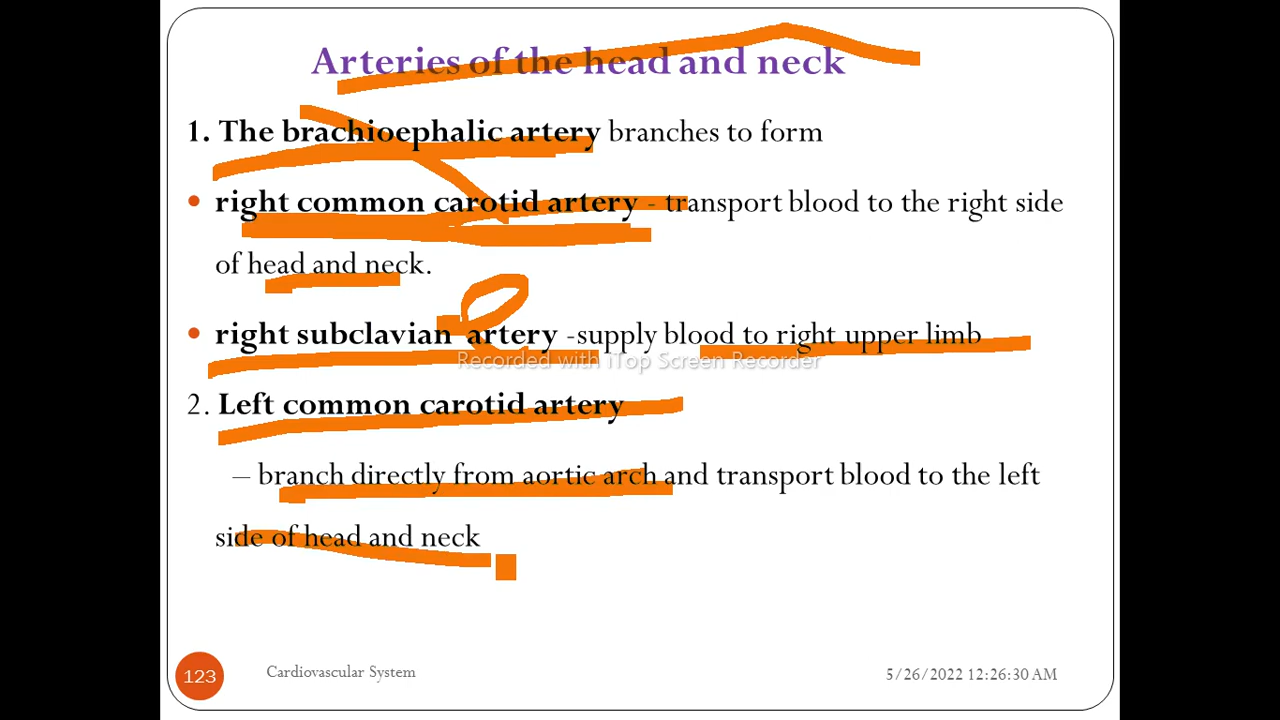 Arteries of the head and neck
1. The brachioephalic artery branches to form
• right common carotid artery - transport blood to the right side
of head and neck.
• right subclavian artery -supply blood to right upper limb
Recorded with iTop Screen Recorder
2. Left common carotid artery
– branch directly from aortic arch and transport blood to the left
side of head and neck
123 Cardiovascular System 5/26/2022 12:26:30 AM